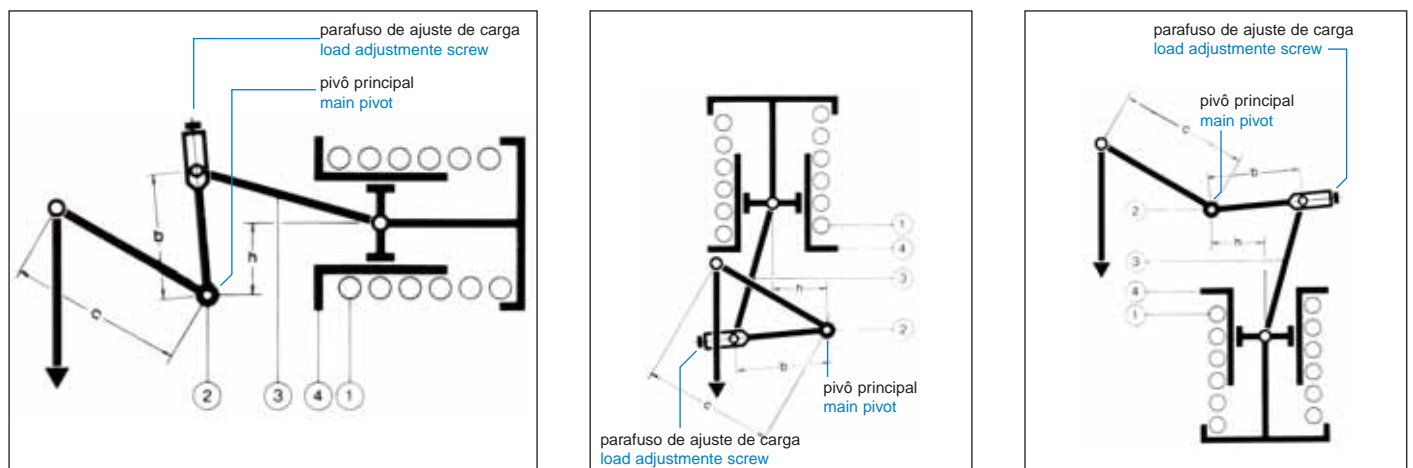 parafuso de ajuste de carga
load adjustmente screw
pivô principal
main pivot
b
h
c
2
3
4
1
1
4
3
h
2
b
c
pivô principal
main pivot
parafuso de ajuste de carga
load adjustmente screw
parafuso de ajuste de carga
load adjustmente screw
pivô principal
main pivot
c
b
2
h
3
4
1